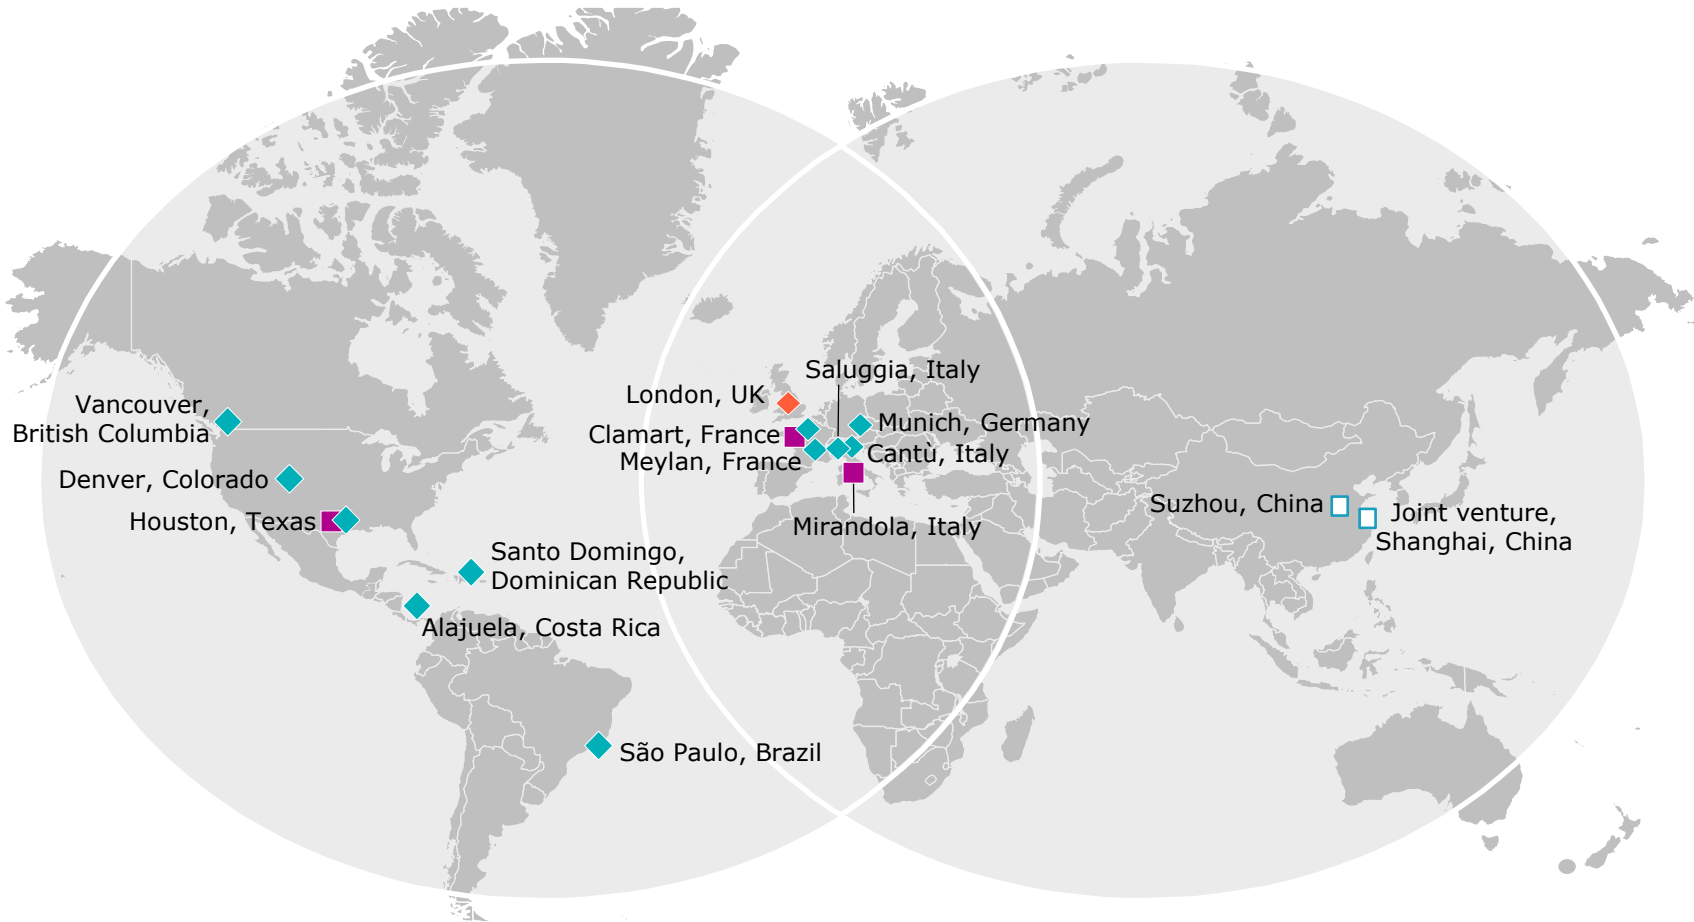 Saluggia, Italy
London, UK
Vancouver,
British Columbia
Munich, Germany
Clamart, France
Cantù, Italy
Meylan, France
Denver, Colorado
Suzhou, China
Joint venture,
Shanghai, China
Houston, Texas
Mirandola, Italy
Santo Domingo,
Dominican Republic
Alajuela, Costa Rica
São Paulo, Brazil